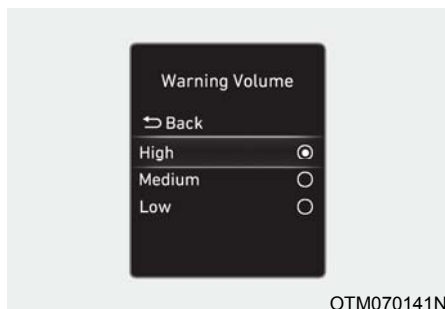 Warning Volume
Back
High
Medium
Low
OTM070141N